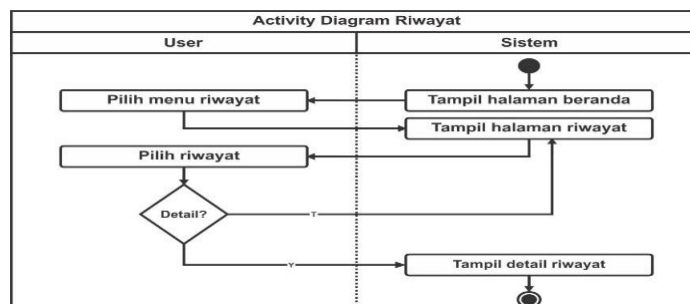 Activity Diagram Riwayat
User
Sistem
Pilih menu riwayat
Tampil halaman beranda
Tampil halaman riwayat
Pilih riwayat
Detail?
T
Y
Tampil detail riwayat